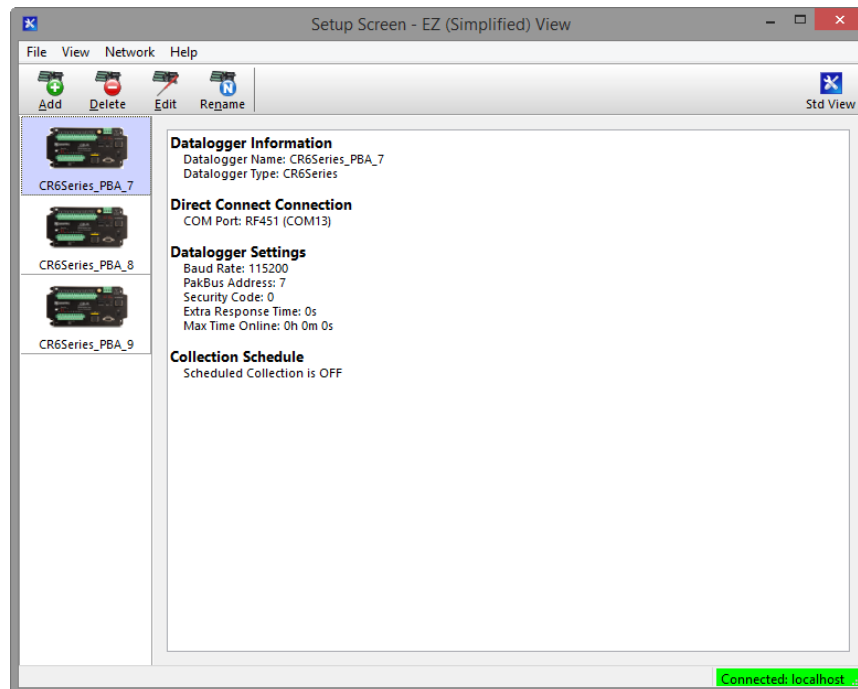 Setup Screen - EZ (Simplified) View
File View Network Help
Add Delete Edit Rename Std View
CR6Series_PBA_7
CR6Series_PBA_8
CR6Series_PBA_9
Datalogger Information
Datalogger Name: CR6Series_PBA_7
Datalogger Type: CR6Series
Direct Connect Connection
COM Port: RF451 (COM13)
Datalogger Settings
Baud Rate: 115200
PakBus Address: 7
Security Code: 0
Extra Response Time: 0s
Max Time Online: 0h 0m 0s
Collection Schedule
Scheduled Collection is OFF
Connected: localhost